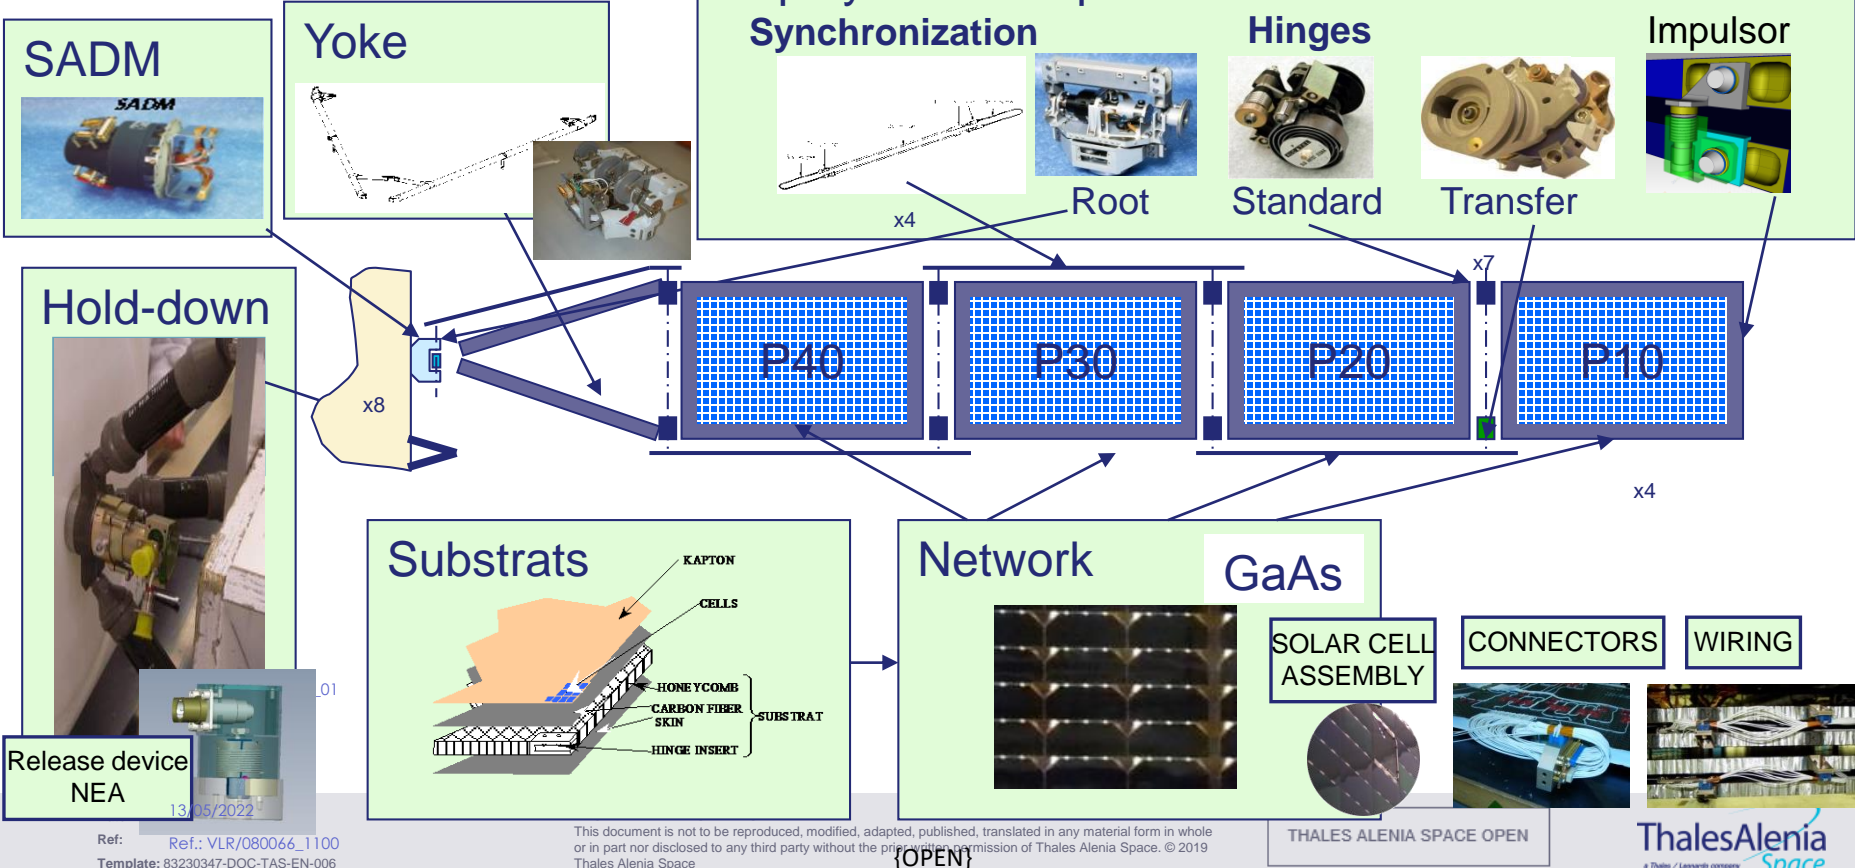 SADM
SADM
Yoke
Synchronization
Hinges
Impulsor
Root
Standard
Transfer
x4
x7
Hold-down
x8
P40
P30
P20
P10
x4
Substrats
KAPTON
CELLS
HONEYCOMB
CARBON FIBER
SKIN
SUBSTRAT
HINGE INSERT
Network
GaAs
SOLAR CELL
ASSEMBLY
CONNECTORS
WIRING
_01
Release device
NEA
13/05/2022
Ref:
Ref.: VLR/080066_1100
Template: 83230347-DOC-TAS-EN-006
This document is not to be reproduced, modified, adapted, published, translated in any material form in whole
or in part nor disclosed to any third party without the prior written permission of Thales Alenia Space. © 2019
Thales Alenia Space
{OPEN}
THALES ALENIA SPACE OPEN
ThalesAlenia
a Thales / Leonardo company
Space